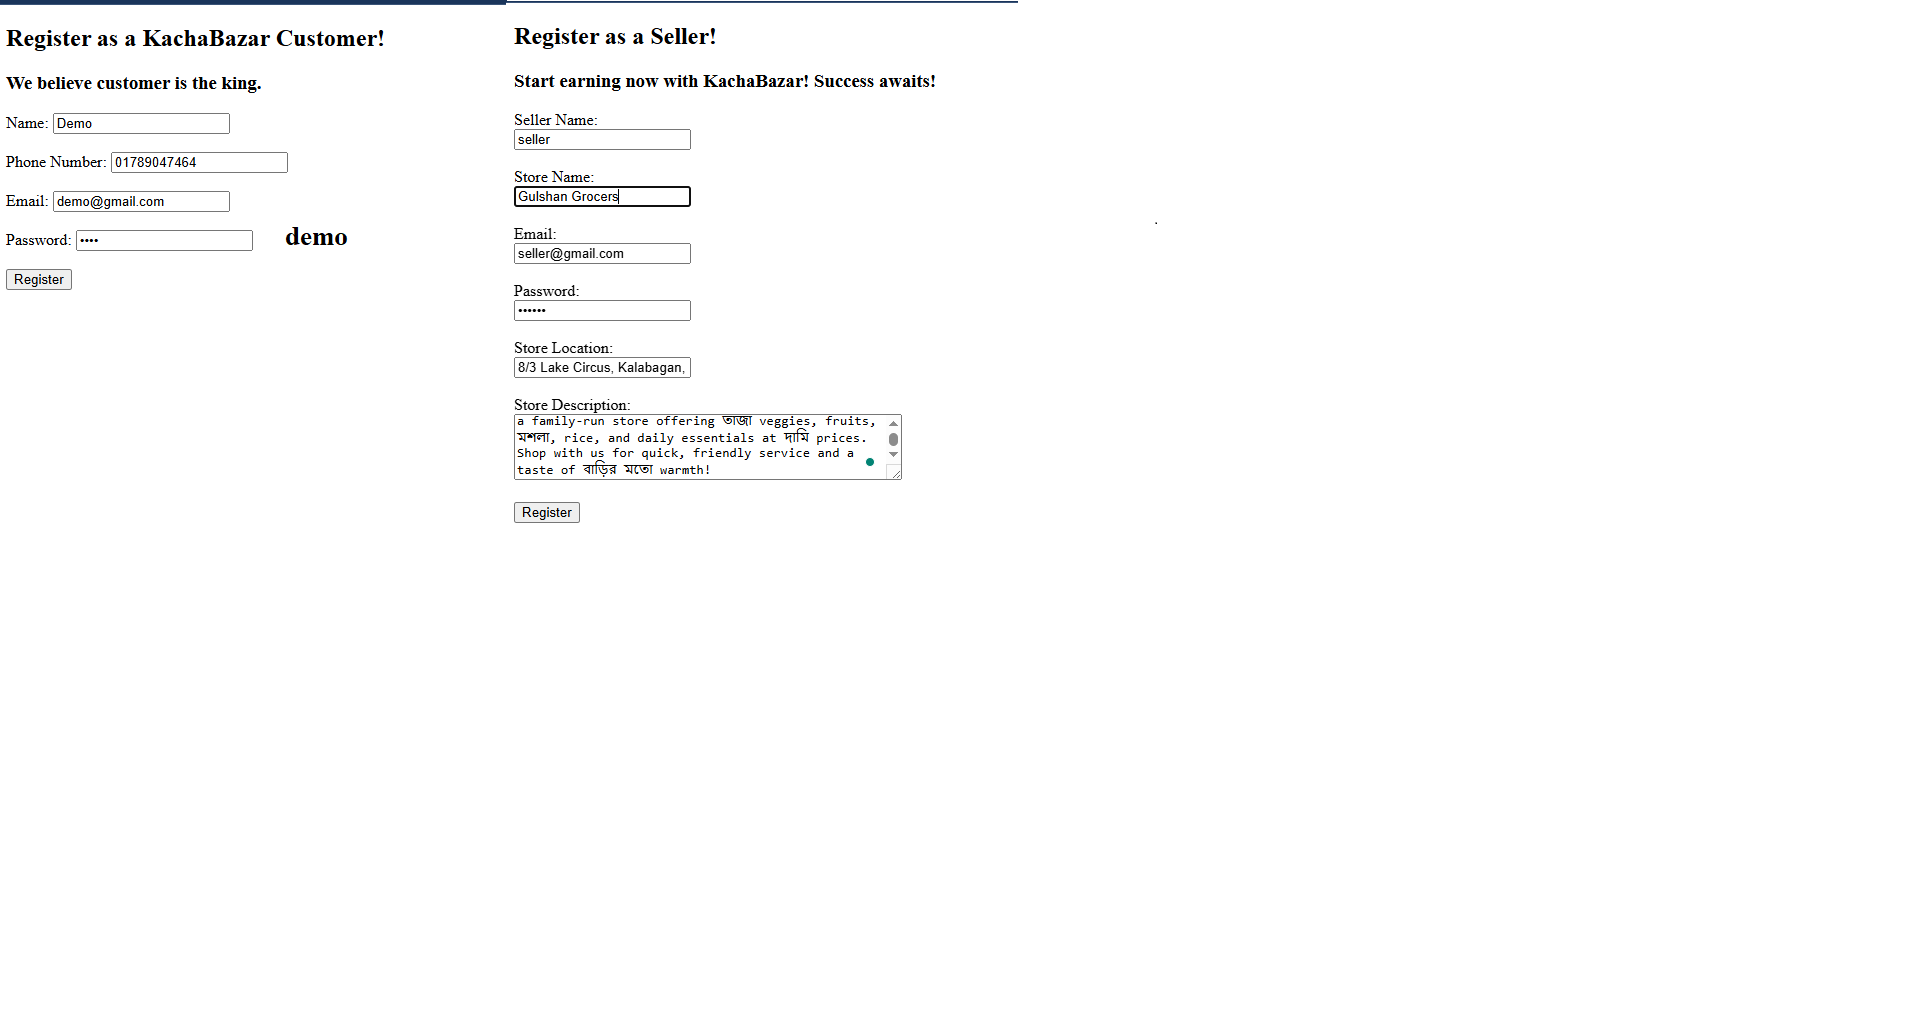 Register as a KachaBazar Customer!
We believe customer is the king.
Name: Demo
Phone Number: 01789047464
Email: demo@gmail.com
Password: ••••
demo
Register
Register as a Seller!
Start earning now with KachaBazar! Success awaits!
Seller Name:
seller
Store Name:
Gulshan Grocers
Email:
seller@gmail.com
Password:
••••••
Store Location:
8/3 Lake Circus, Kalabagan,
Store Description:
a family-run store offering তাজা veggies, fruits,
মশলা, rice, and daily essentials at দামি prices.
Shop with us for quick, friendly service and a
taste of বাড়ির মতো warmth!
Register